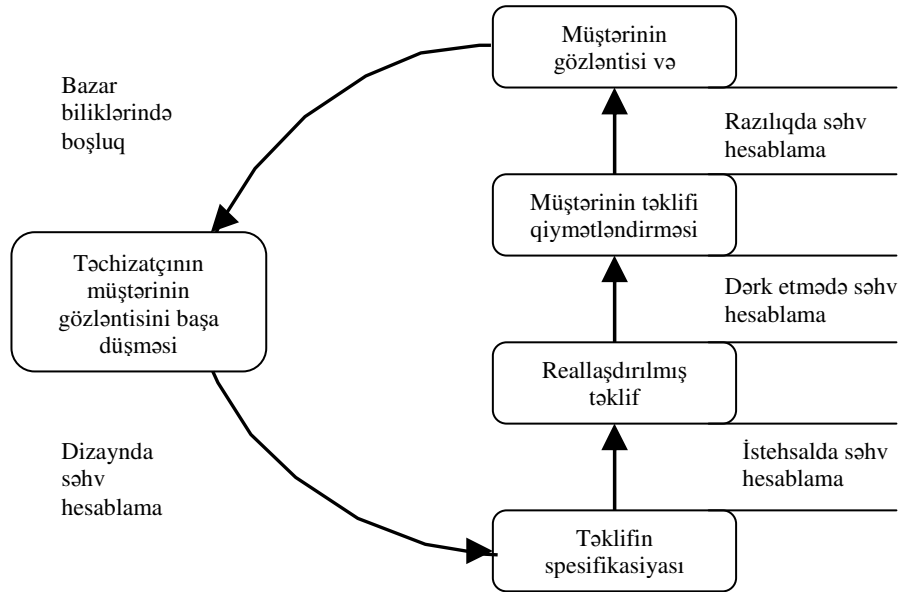 Müştərinin
gözləntisi və
Bazar
biliklərində
boşluq
Razılıqda səhv
hesablama
Müştərinin təklifi
qiymətləndirməsi
Təchizatçının
müştərinin
gözləntisini başa
düşməsi
Dərk etmədə səhv
hesablama
Reallaşdırılmış
təklif
Dizaynda
səhv
hesablama
İstehsalda səhv
hesablama
Təklifin
spesifikasiyası